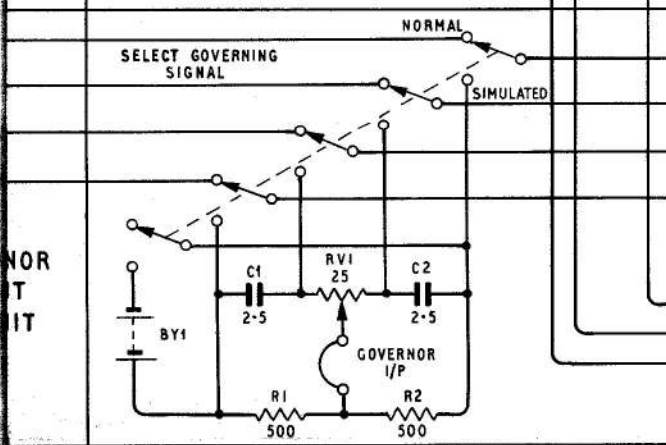 NORMAL
SELECT GOVERNING
SIGNAL
SIMULATED
NOR
IT
IIT
C1
2·5
RV1
25
C2
2·5
BY1
GOVERNOR
I/P
R1
500
R2
500